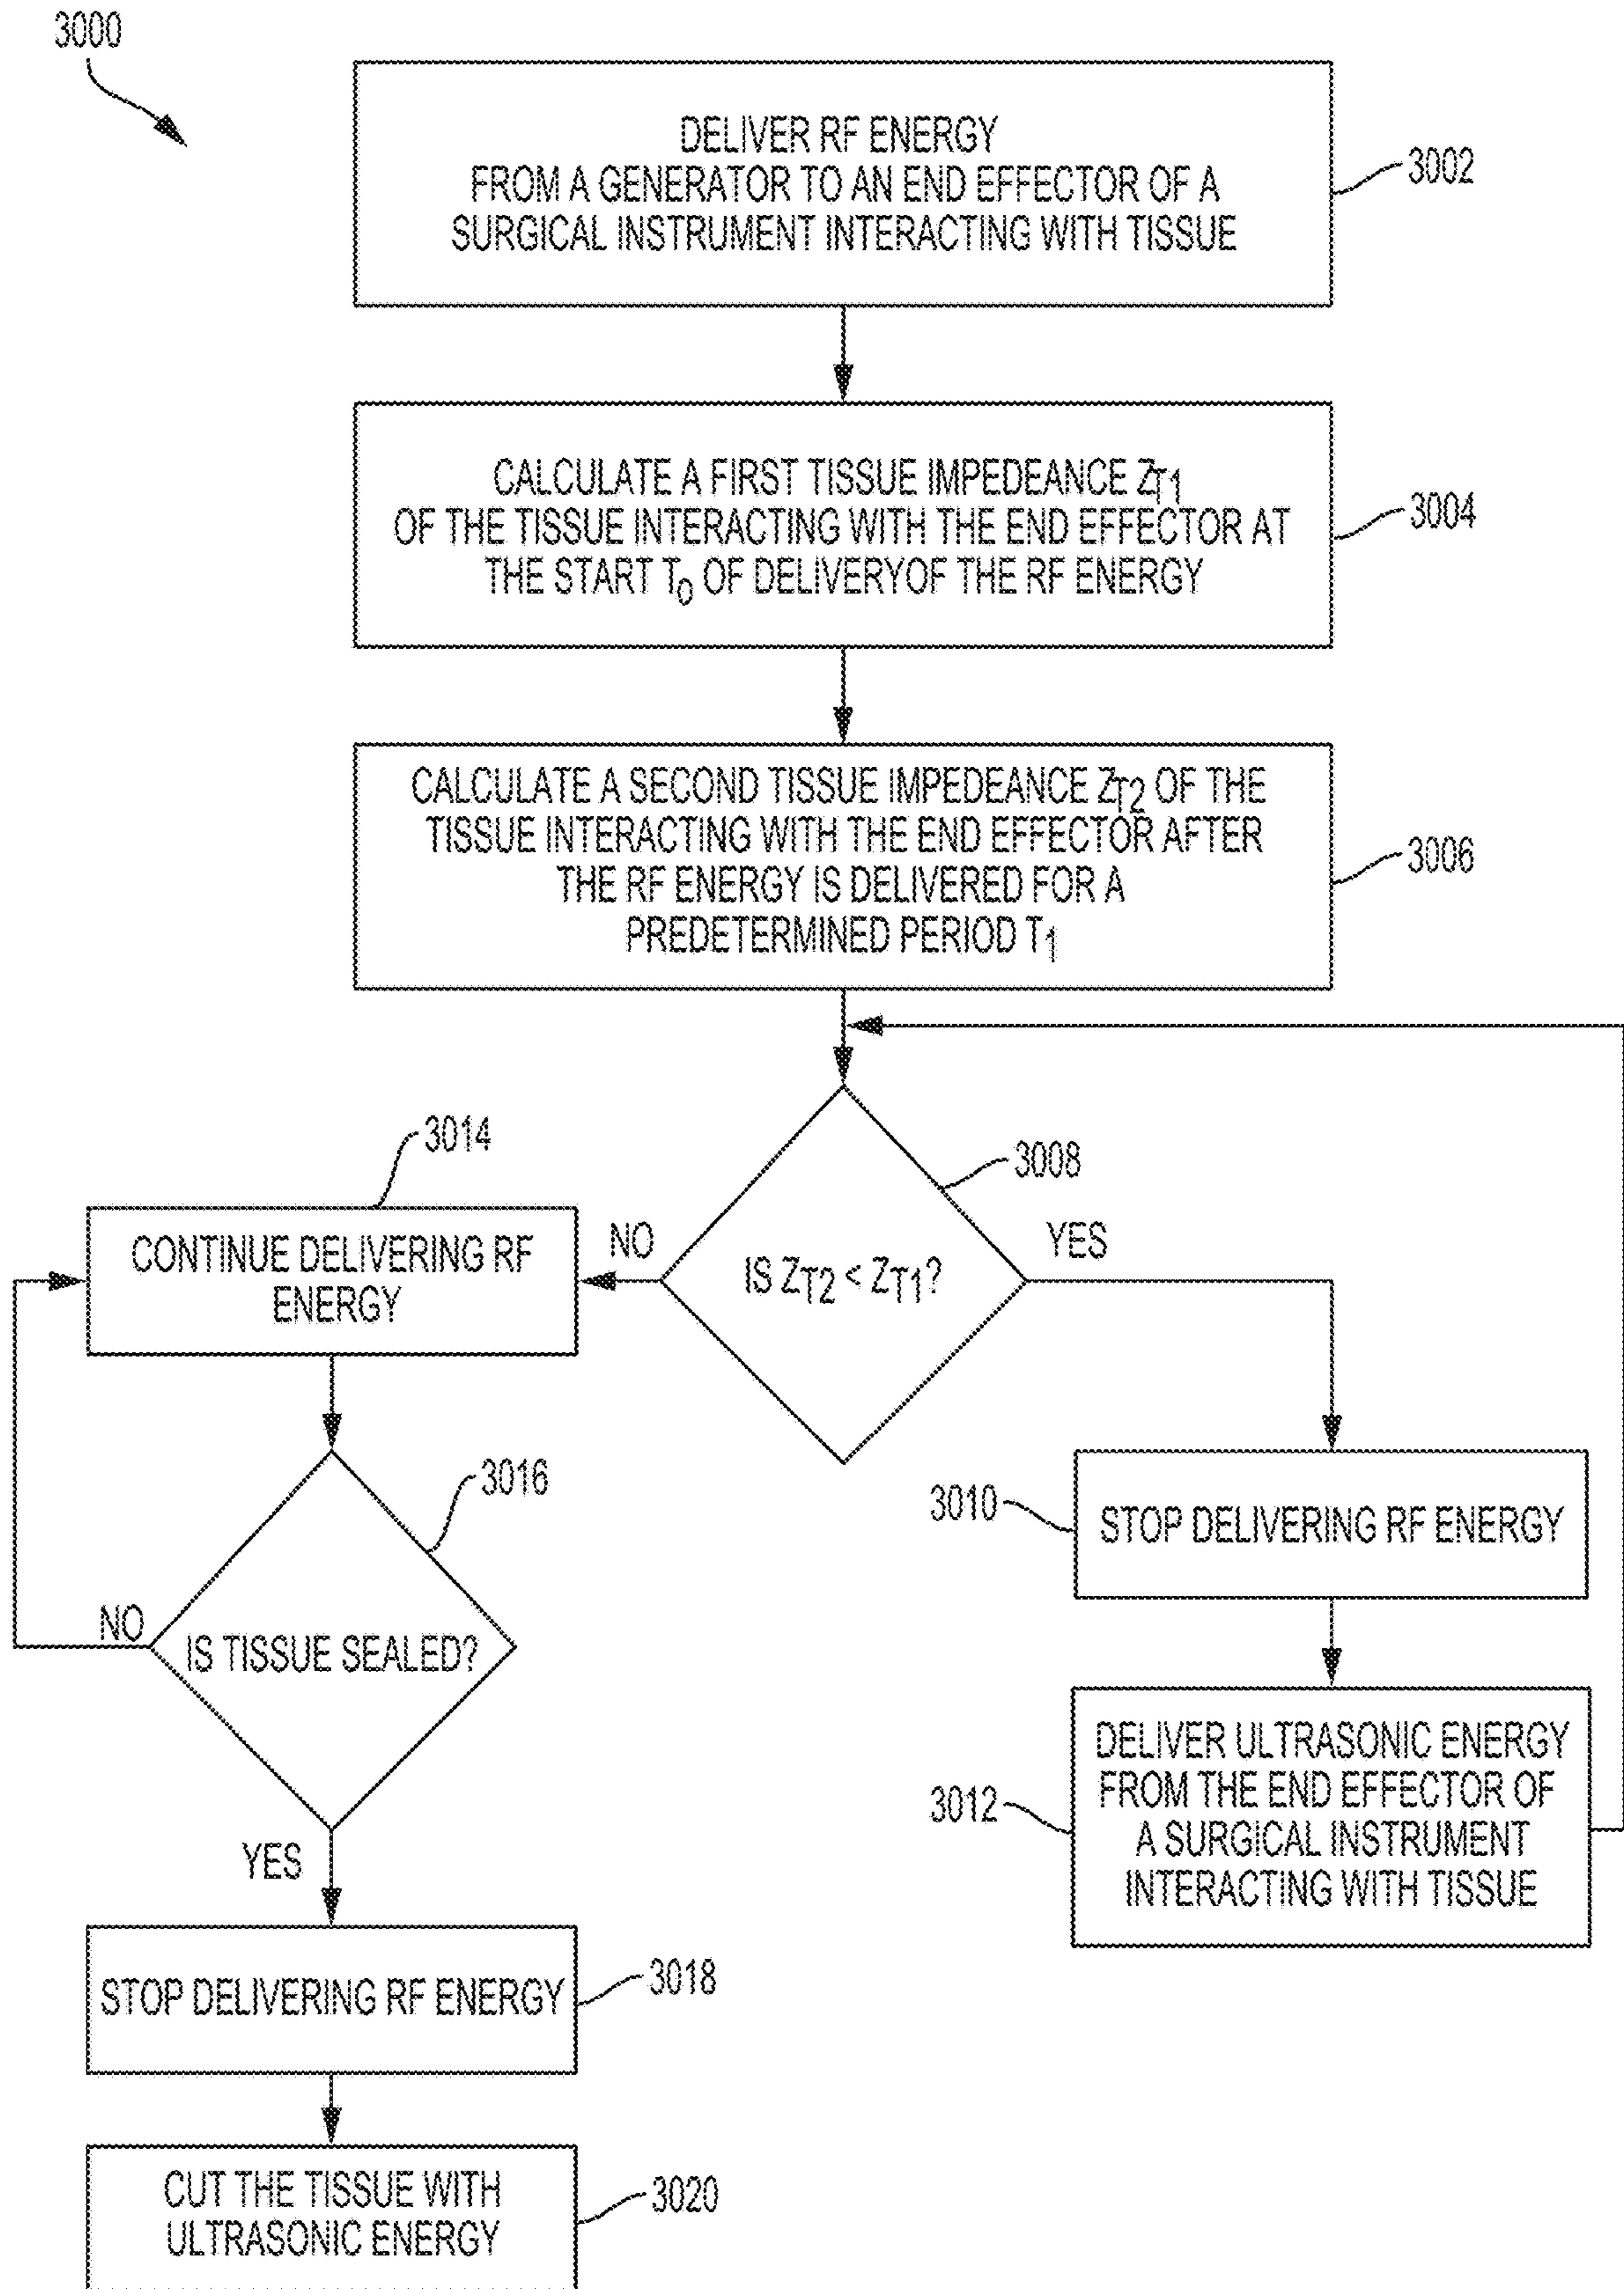 3000
DELIVER RF ENERGY
FROM A GENERATOR TO AN END EFFECTOR OF A
SURGICAL INSTRUMENT INTERACTING WITH TISSUE
3002
CALCULATE A FIRST TISSUE IMPEDEANCE ZT1
OF THE TISSUE INTERACTING WITH THE END EFFECTOR AT
THE START T0 OF DELIVERYOF THE RF ENERGY
3004
CALCULATE A SECOND TISSUE IMPEDEANCE ZT2 OF THE
TISSUE INTERACTING WITH THE END EFFECTOR AFTER
THE RF ENERGY IS DELIVERED FOR A
PREDETERMINED PERIOD T1
3006
3008
IS ZT2 < ZT1?
NO
YES
3014
CONTINUE DELIVERING RF
ENERGY
3016
IS TISSUE SEALED?
NO
YES
3010
STOP DELIVERING RF ENERGY
3012
DELIVER ULTRASONIC ENERGY
FROM THE END EFFECTOR OF
A SURGICAL INSTRUMENT
INTERACTING WITH TISSUE
STOP DELIVERING RF ENERGY
3018
CUT THE TISSUE WITH
ULTRASONIC ENERGY
3020